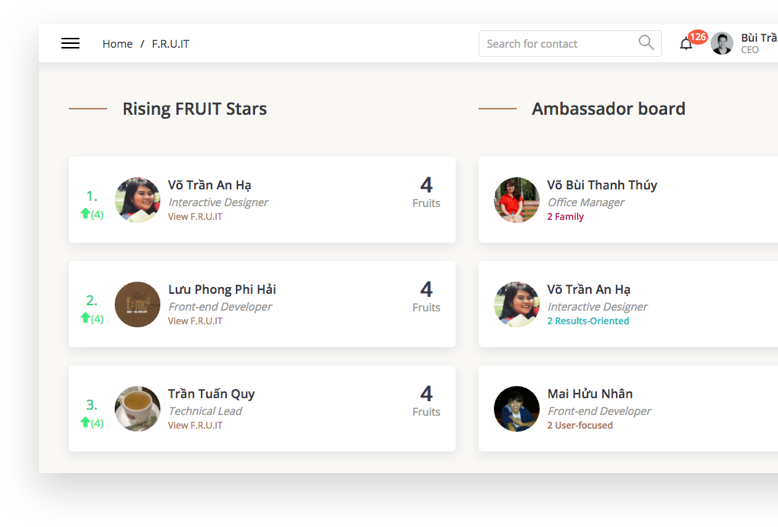 Home / F.R.U.IT
Search for contact
126
Bùi Trầ
CEO
Rising FRUIT Stars
1.
(4)
Võ Trần An Hạ
Interactive Designer
View F.R.U.IT
4
Fruits
2.
(4)
Lưu Phong Phi Hải
Front-end Developer
View F.R.U.IT
4
Fruits
3.
(4)
Trần Tuấn Quy
Technical Lead
View F.R.U.IT
4
Fruits
Ambassador board
Võ Bùi Thanh Thúy
Office Manager
2 Family
Võ Trần An Hạ
Interactive Designer
2 Results-Oriented
Mai Hửu Nhân
Front-end Developer
2 User-focused